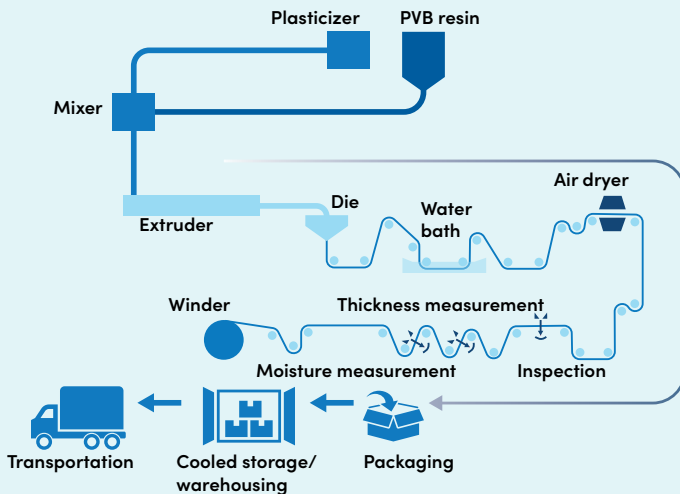 Plasticizer
PVB resin
Mixer
Air dryer
Die
Water
bath
Extruder
Winder
Thickness measurement
Moisture measurement
Inspection
Transportation
Cooled storage/
warehousing
Packaging